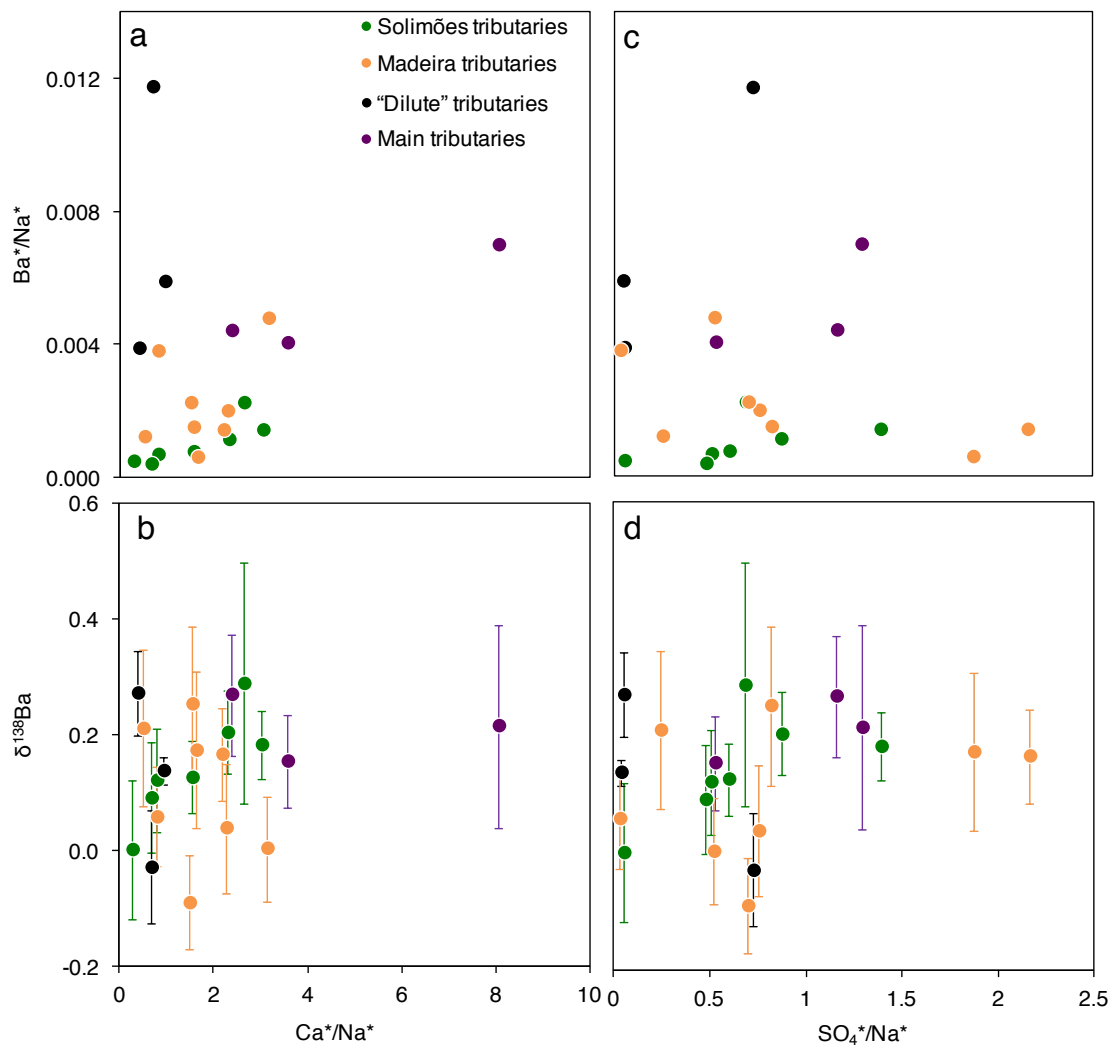 a
Solimões tributaries
Madeira tributaries
“Dilute” tributaries
Main tributaries
0.012
0.008
0.004
0.000
Ba*/Na*
c
b
0.6
0.4
0.2
0.0
-0.2
δ¹³⁸Ba
0 2 4 6 8 10
Ca*/Na*
d
0 0.5 1 1.5 2 2.5
SO₄*/Na*